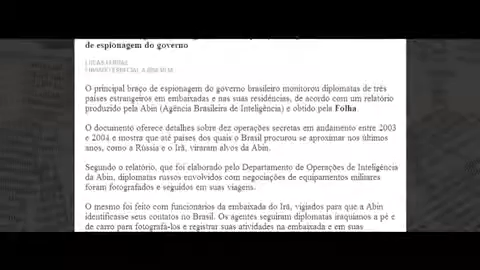 de espionagem do governo
O principal braço de espionagem do governo brasileiro monitorou diplomatas de três
países estrangeiros em embaixadas e nas suas residências, de acordo com um relatório
produzido pela Abin (Agência Brasileira de Inteligência) e obtido pela Folha.
O documento oferece detalhes sobre dez operações secretas em andamento entre 2003
e 2004 e mostra que até países dos quais o Brasil procurou se aproximar nos últimos
anos, como a Rússia e o Irã, viraram alvos da Abin.
Segundo o relatório, que foi elaborado pelo Departamento de Operações de Inteligência
da Abin, diplomatas russos envolvidos com negociações de equipamentos militares
foram fotografados e seguidos em suas viagens.
O mesmo foi feito com funcionários da embaixada do Irã, vigiados para que a Abin
identificasse seus contatos no Brasil. Os agentes seguiram diplomatas iraquianos a pé e
de carro para fotografá-los e registrar suas atividades na embaixada e em suas